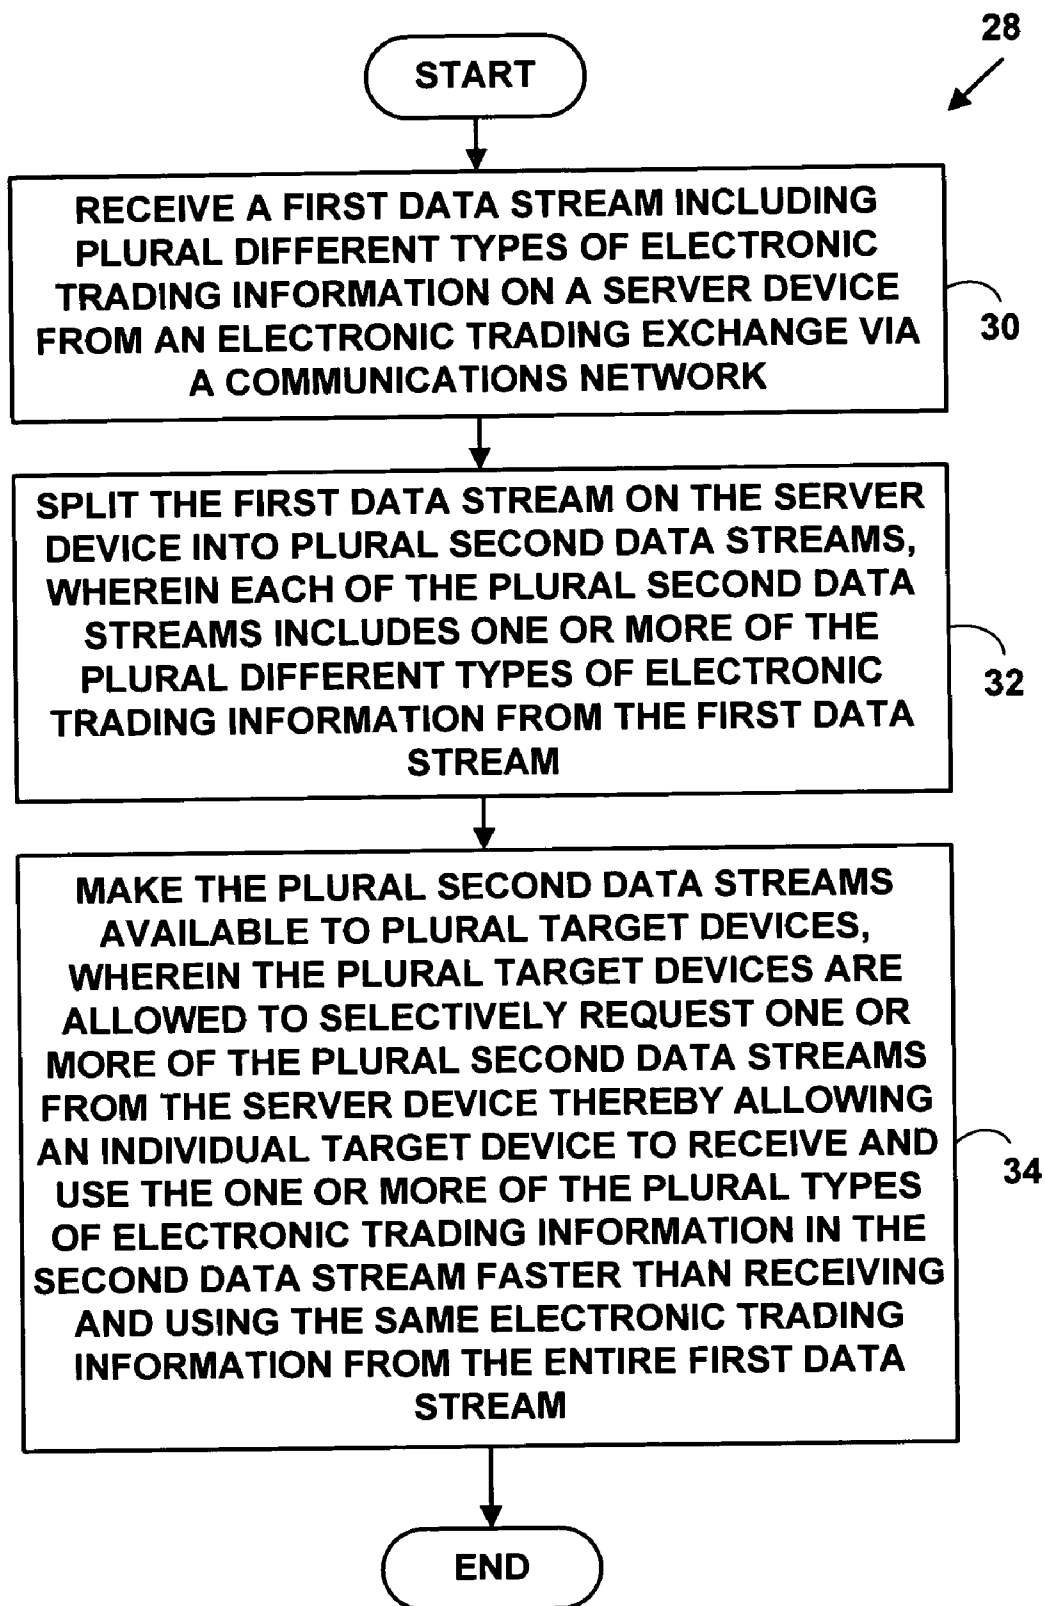 28
START
RECEIVE A FIRST DATA STREAM INCLUDING
PLURAL DIFFERENT TYPES OF ELECTRONIC
TRADING INFORMATION ON A SERVER DEVICE
FROM AN ELECTRONIC TRADING EXCHANGE VIA
A COMMUNICATIONS NETWORK
30
SPLIT THE FIRST DATA STREAM ON THE SERVER
DEVICE INTO PLURAL SECOND DATA STREAMS,
WHEREIN EACH OF THE PLURAL SECOND DATA
STREAMS INCLUDES ONE OR MORE OF THE
PLURAL DIFFERENT TYPES OF ELECTRONIC
TRADING INFORMATION FROM THE FIRST DATA
STREAM
32
MAKE THE PLURAL SECOND DATA STREAMS
AVAILABLE TO PLURAL TARGET DEVICES,
WHEREIN THE PLURAL TARGET DEVICES ARE
ALLOWED TO SELECTIVELY REQUEST ONE OR
MORE OF THE PLURAL SECOND DATA STREAMS
FROM THE SERVER DEVICE THEREBY ALLOWING
AN INDIVIDUAL TARGET DEVICE TO RECEIVE AND
USE THE ONE OR MORE OF THE PLURAL TYPES
OF ELECTRONIC TRADING INFORMATION IN THE
SECOND DATA STREAM FASTER THAN RECEIVING
AND USING THE SAME ELECTRONIC TRADING
INFORMATION FROM THE ENTIRE FIRST DATA
STREAM
34
END